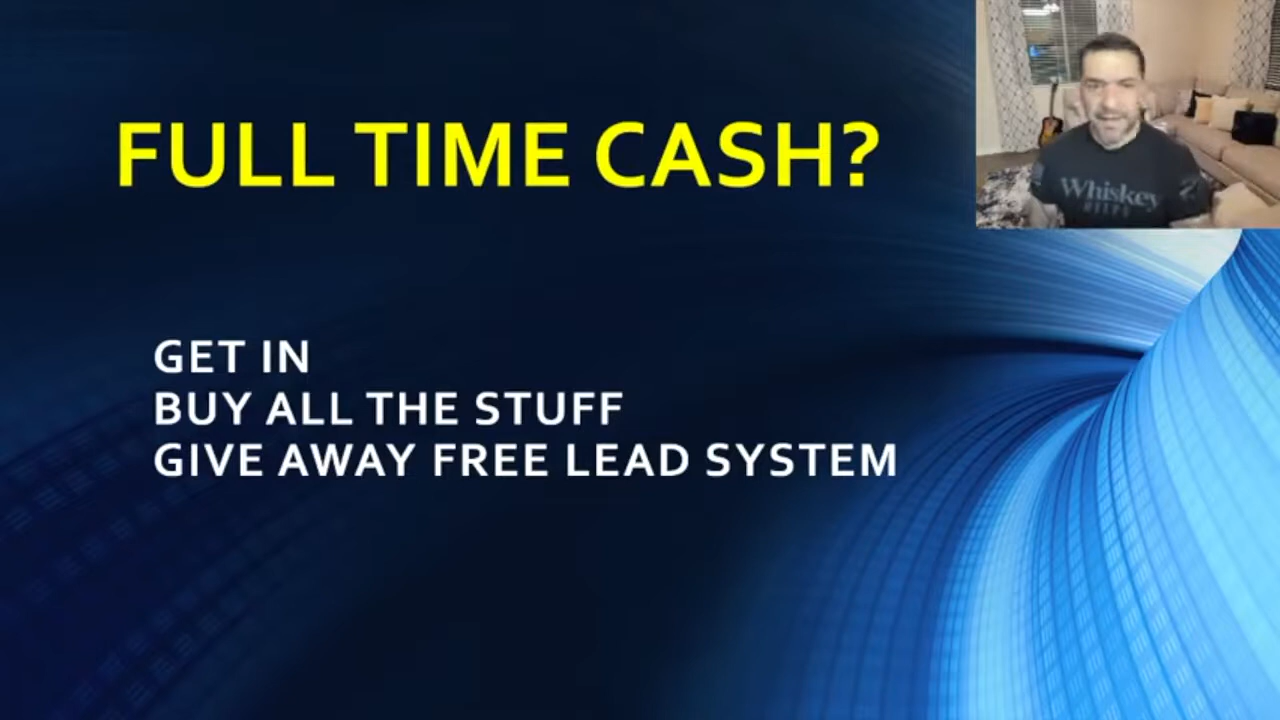 FULL TIME CASH?
GET IN
BUY ALL THE STUFF
GIVE AWAY FREE LEAD SYSTEM
Whiskey